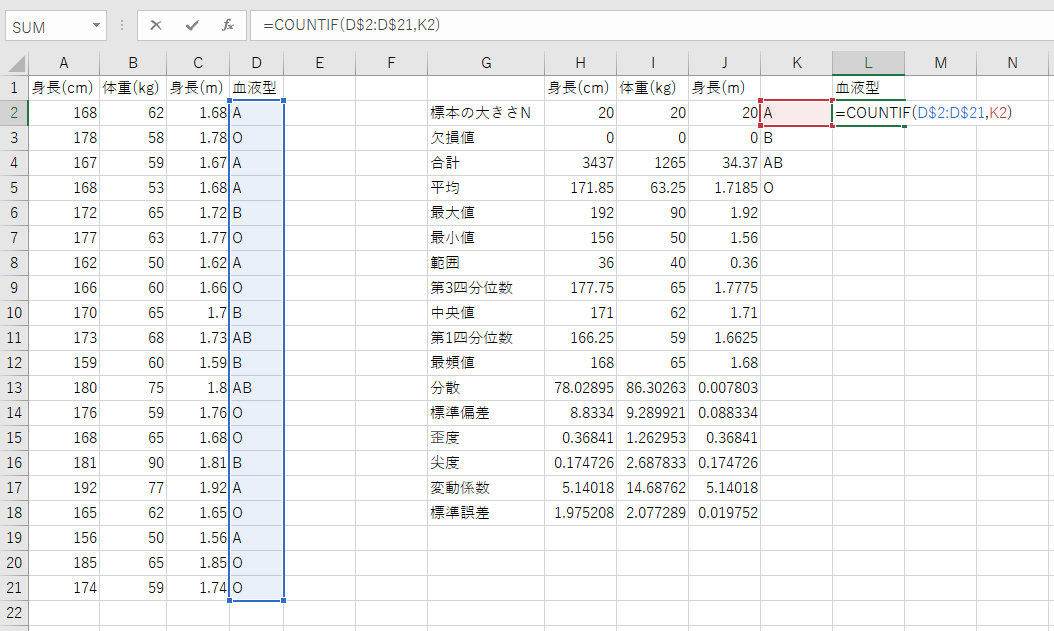 SUM =COUNTIF(D$2:D$21,K2)
A B C D E F G H I J K L M N
1 身長(cm) 体重(kg) 身長(m) 血液型 身長(cm) 体重(kg) 身長(m) 血液型
2 168 62 1.68 A 標本の大きさN 20 20 20 A =COUNTIF(D$2:D$21,K2)
3 178 58 1.78 O 欠損値 0 0 0 B
4 167 59 1.67 A 合計 3437 1265 34.37 AB
5 168 53 1.68 A 平均 171.85 63.25 1.7185 O
6 172 65 1.72 B 最大値 192 90 1.92
7 177 63 1.77 O 最小値 156 50 1.56
8 162 50 1.62 A 範囲 36 40 0.36
9 166 60 1.66 O 第3四分位数 177.75 65 1.7775
10 170 65 1.7 B 中央値 171 62 1.71
11 173 68 1.73 AB 第1四分位数 166.25 59 1.6625
12 159 60 1.59 B 最頻値 168 65 1.68
13 180 75 1.8 AB 分散 78.02895 86.30263 0.007803
14 176 59 1.76 O 標準偏差 8.8334 9.289921 0.088334
15 168 65 1.68 O 歪度 0.36841 1.262953 0.36841
16 181 90 1.81 B 尖度 0.174726 2.687833 0.174726
17 192 77 1.92 A 変動係数 5.14018 14.68762 5.14018
18 165 62 1.65 O 標準誤差 1.975208 2.077289 0.019752
19 156 50 1.56 A
20 185 65 1.85 O
21 174 59 1.74 O
22